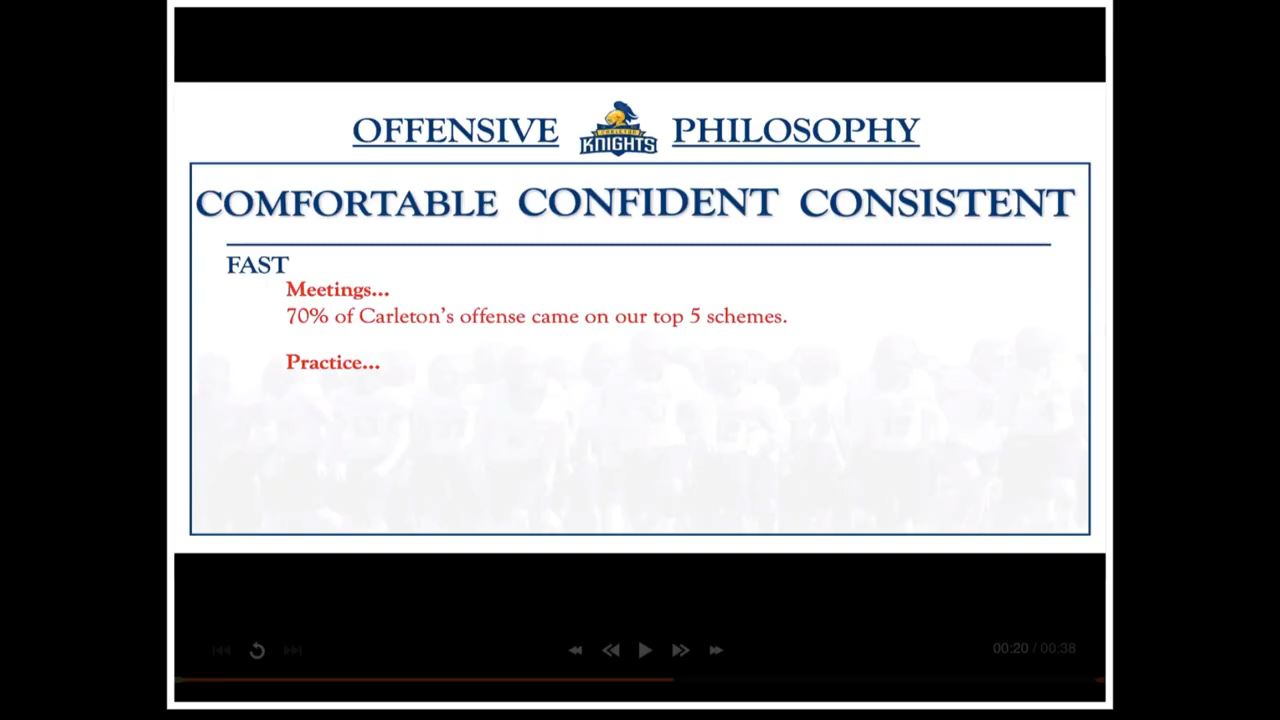 OFFENSIVE CARLETON KNIGHTS PHILOSOPHY
COMFORTABLE CONFIDENT CONSISTENT
FAST
Meetings...
70% of Carleton's offense came on our top 5 schemes.
Practice...
00:20 / 00:38